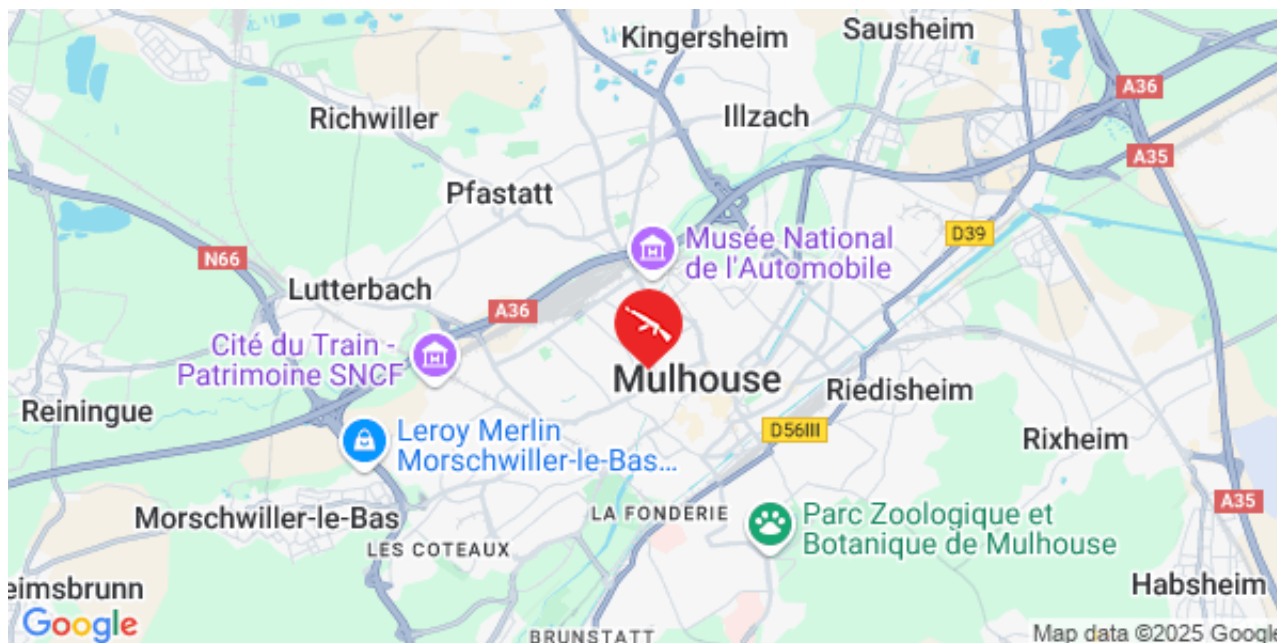 Kingersheim
Sausheim
A36
Richwiller
Illzach
A35
Pfastatt
Musée National
de l'Automobile
D39
N66
Lutterbach
A36
Cité du Train -
Patrimoine SNCF
Mulhouse
Riedisheim
Reiningue
Leroy Merlin
Morschwiller-le-Bas...
D56III
Rixheim
A35
Morschwiller-le-Bas
LA FONDERIE
Parc Zoologique et
Botanique de Mulhouse
LES COTEAUX
eimsbrunn
Habsheim
Google
BRUNSTATT
Map data ©2025 Google